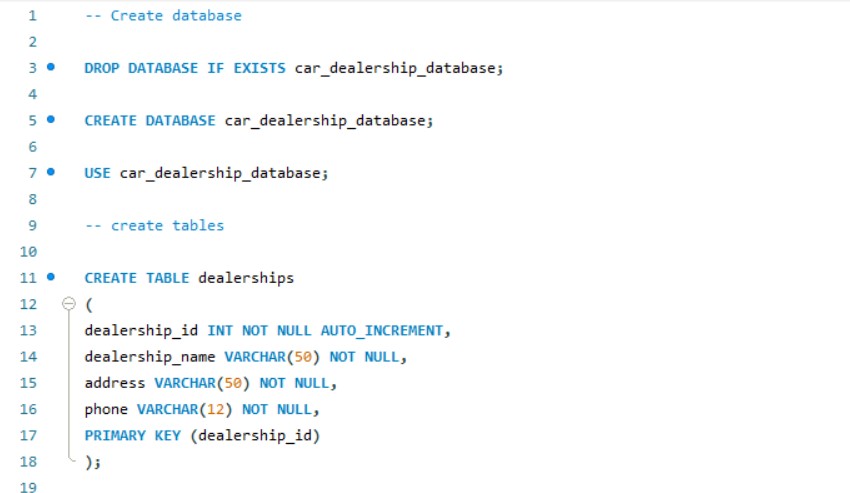 1 -- Create database
2
3 DROP DATABASE IF EXISTS car_dealership_database;
4
5 CREATE DATABASE car_dealership_database;
6
7 USE car_dealership_database;
8
9 -- create tables
10
11 CREATE TABLE dealerships
12 (
13 dealership_id INT NOT NULL AUTO_INCREMENT,
14 dealership_name VARCHAR(50) NOT NULL,
15 address VARCHAR(50) NOT NULL,
16 phone VARCHAR(12) NOT NULL,
17 PRIMARY KEY (dealership_id)
18 );
19